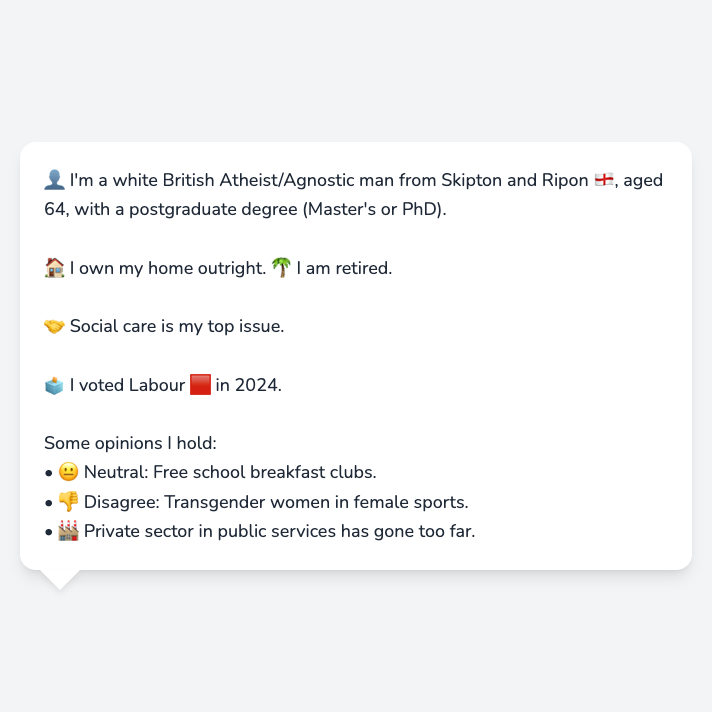 👤 I'm a white British Atheist/Agnostic man from Skipton and Ripon 🏴󠁧󠁢󠁥󠁮󠁧󠁿, aged
64, with a postgraduate degree (Master's or PhD).
🏠 I own my home outright. 🌴 I am retired.
🤝 Social care is my top issue.
🗳️ I voted Labour 🟥 in 2024.
Some opinions I hold:
• 😐 Neutral: Free school breakfast clubs.
• 👎 Disagree: Transgender women in female sports.
• 🏭 Private sector in public services has gone too far.